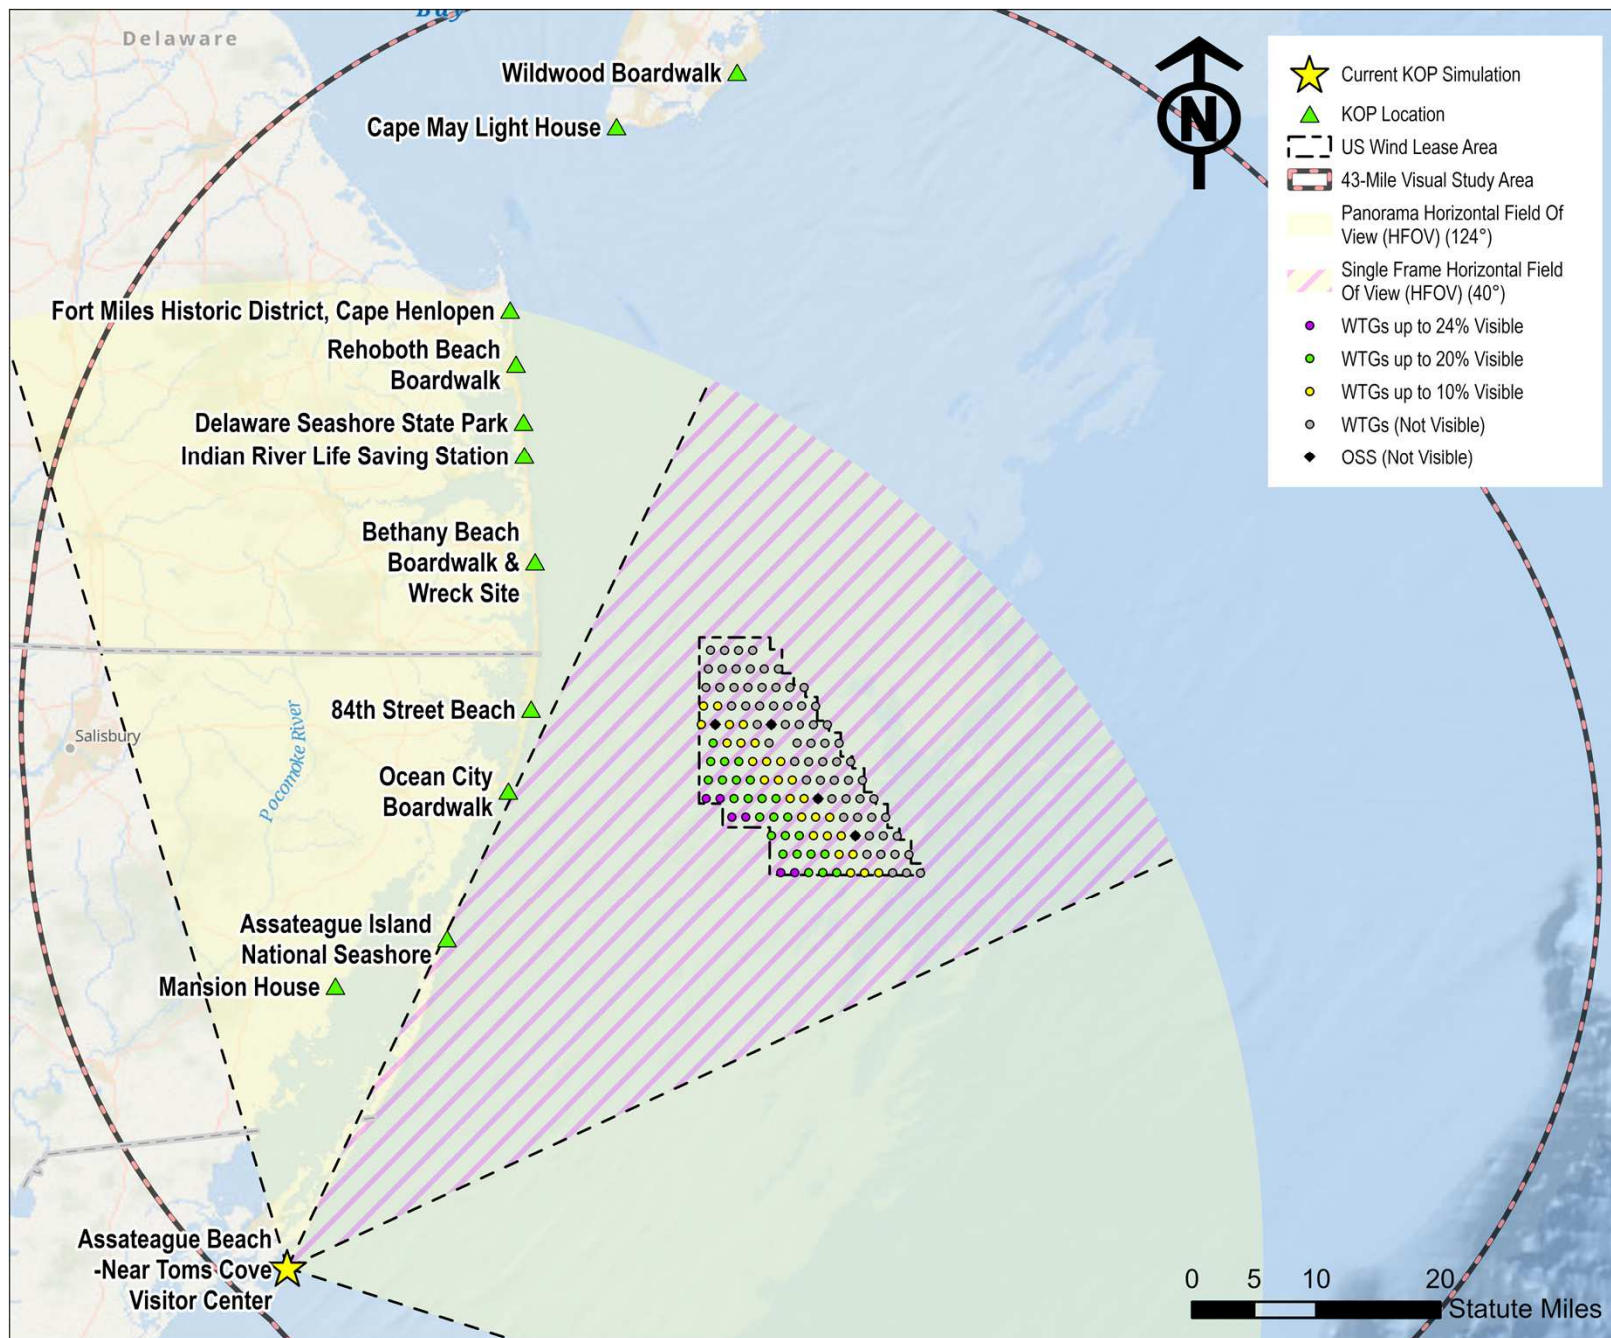 Bay
Delaware
Wildwood Boardwalk
Cape May Light House
N
Current KOP Simulation
KOP Location
US Wind Lease Area
43-Mile Visual Study Area
Panorama Horizontal Field Of
View (HFOV) (124°)
Single Frame Horizontal Field
Of View (HFOV) (40°)
WTGs up to 24% Visible
WTGs up to 20% Visible
WTGs up to 10% Visible
WTGs (Not Visible)
OSS (Not Visible)
Fort Miles Historic District, Cape Henlopen
Rehoboth Beach
Boardwalk
Delaware Seashore State Park
Indian River Life Saving Station
Bethany Beach
Boardwalk &
Wreck Site
84th Street Beach
Salisbury
Pocomoke River
Ocean City
Boardwalk
Assateague Island
National Seashore
Mansion House
Assateague Beach
-Near Toms Cove
Visitor Center
0 5 10 20
Statute Miles